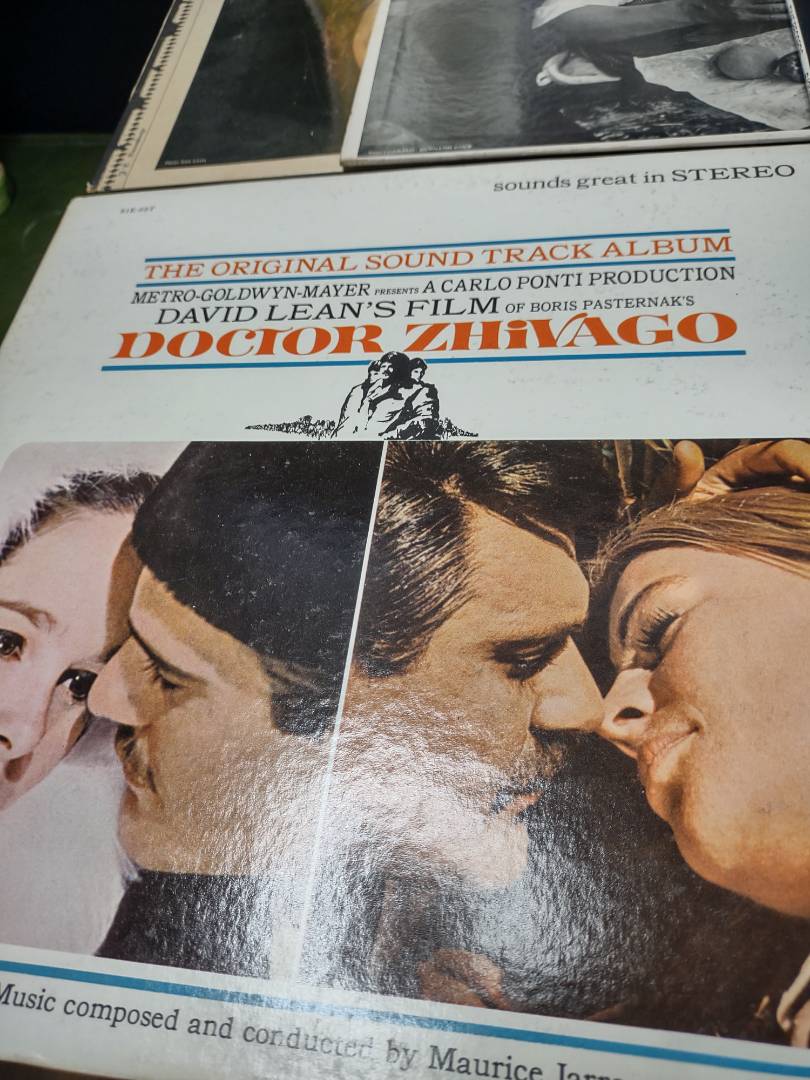 sounds great in STEREO
THE ORIGINAL SOUND TRACK ALBUM
METRO-GOLDWYN-MAYER PRESENTS A CARLO PONTI PRODUCTION
DAVID LEAN'S FILM OF BORIS PASTERNAK'S
DOCTOR ZHiVAGO
Music composed and conducted by Maurice Jarre